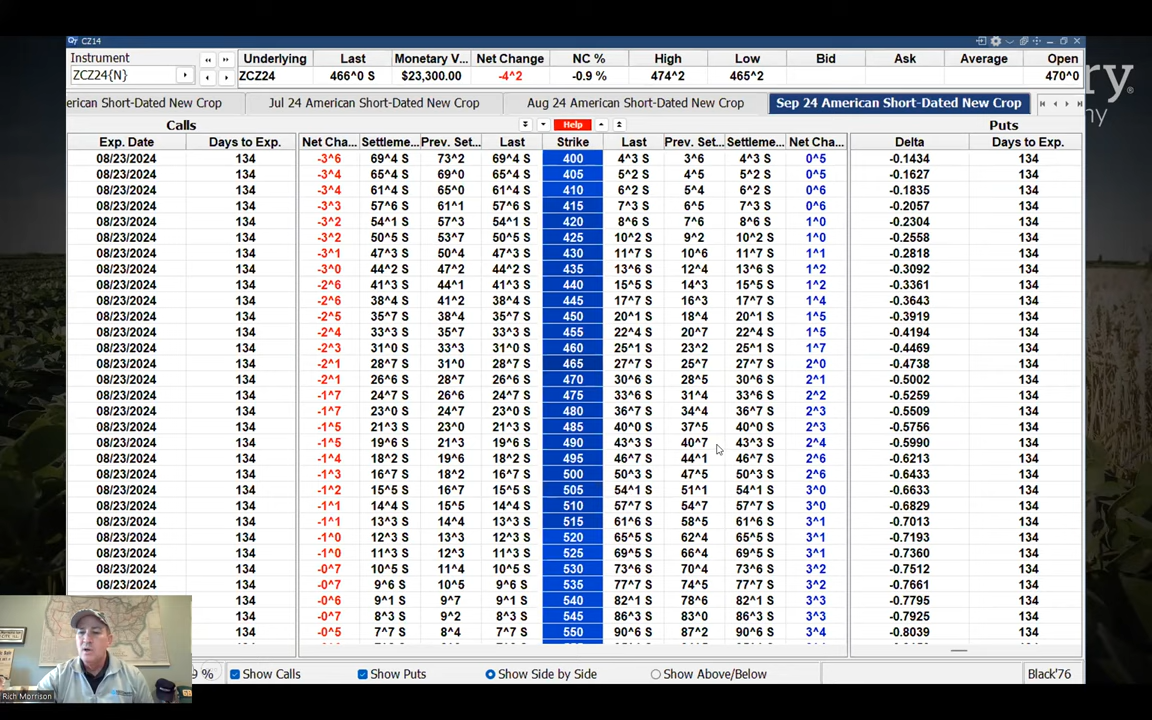 CZ14
Instrument Underlying Last Monetary V... Net Change NC % High Low Bid Ask Average Open
ZCZ24{N} ZCZ24 466^0 S $23,300.00 -4^2 -0.9 % 474^2 465^2 470^0
erican Short-Dated New Crop Jul 24 American Short-Dated New Crop Aug 24 American Short-Dated New Crop Sep 24 American Short-Dated New Crop
Calls Help Puts
Exp. Date Days to Exp. Net Cha... Settleme... Prev. Set... Last Strike Last Prev. Set... Settleme... Net Cha... Delta Days to Exp.
08/23/2024 134 -3^6 69^4 S 73^2 69^4 S 400 4^3 S 3^6 4^3 S 0^5 -0.1434 134
08/23/2024 134 -3^4 65^4 S 69^0 65^4 S 405 5^2 S 4^5 5^2 S 0^5 -0.1627 134
08/23/2024 134 -3^4 61^4 S 65^0 61^4 S 410 6^2 S 5^4 6^2 S 0^6 -0.1835 134
08/23/2024 134 -3^3 57^6 S 61^1 57^6 S 415 7^3 S 6^5 7^3 S 0^6 -0.2057 134
08/23/2024 134 -3^2 54^1 S 57^3 54^1 S 420 8^6 S 7^6 8^6 S 1^0 -0.2304 134
08/23/2024 134 -3^2 50^5 S 53^7 50^5 S 425 10^2 S 9^2 10^2 S 1^0 -0.2558 134
08/23/2024 134 -3^1 47^3 S 50^4 47^3 S 430 11^7 S 10^6 11^7 S 1^1 -0.2818 134
08/23/2024 134 -3^0 44^2 S 47^2 44^2 S 435 13^6 S 12^4 13^6 S 1^2 -0.3092 134
08/23/2024 134 -2^6 41^3 S 44^1 41^3 S 440 15^5 S 14^3 15^5 S 1^2 -0.3361 134
08/23/2024 134 -2^6 38^4 S 41^2 38^4 S 445 17^7 S 16^3 17^7 S 1^4 -0.3643 134
08/23/2024 134 -2^5 35^7 S 38^4 35^7 S 450 20^1 S 18^4 20^1 S 1^5 -0.3919 134
08/23/2024 134 -2^4 33^3 S 35^7 33^3 S 455 22^4 S 20^7 22^4 S 1^5 -0.4194 134
08/23/2024 134 -2^3 31^0 S 33^3 31^0 S 460 25^1 S 23^2 25^1 S 1^7 -0.4469 134
08/23/2024 134 -2^1 28^7 S 31^0 28^7 S 465 27^7 S 25^7 27^7 S 2^0 -0.4738 134
08/23/2024 134 -2^1 26^6 S 28^7 26^6 S 470 30^6 S 28^5 30^6 S 2^1 -0.5002 134
08/23/2024 134 -1^7 24^7 S 26^6 24^7 S 475 33^6 S 31^4 33^6 S 2^2 -0.5259 134
08/23/2024 134 -1^7 23^0 S 24^7 23^0 S 480 36^7 S 34^4 36^7 S 2^3 -0.5509 134
08/23/2024 134 -1^5 21^3 S 23^0 21^3 S 485 40^0 S 37^5 40^0 S 2^3 -0.5756 134
08/23/2024 134 -1^5 19^6 S 21^3 19^6 S 490 43^3 S 40^7 43^3 S 2^4 -0.5990 134
08/23/2024 134 -1^4 18^2 S 19^6 18^2 S 495 46^7 S 44^1 46^7 S 2^6 -0.6213 134
08/23/2024 134 -1^3 16^7 S 18^2 16^7 S 500 50^3 S 47^5 50^3 S 2^6 -0.6433 134
08/23/2024 134 -1^2 15^5 S 16^7 15^5 S 505 54^1 S 51^1 54^1 S 3^0 -0.6633 134
08/23/2024 134 -1^1 14^4 S 15^5 14^4 S 510 57^7 S 54^7 57^7 S 3^0 -0.6829 134
08/23/2024 134 -1^1 13^3 S 14^4 13^3 S 515 61^6 S 58^5 61^6 S 3^1 -0.7013 134
08/23/2024 134 -1^0 12^3 S 13^3 12^3 S 520 65^5 S 62^4 65^5 S 3^1 -0.7193 134
08/23/2024 134 -1^0 11^3 S 12^3 11^3 S 525 69^5 S 66^4 69^5 S 3^1 -0.7360 134
08/23/2024 134 -0^7 10^5 S 11^4 10^5 S 530 73^6 S 70^4 73^6 S 3^2 -0.7512 134
08/23/2024 134 -0^7 9^6 S 10^5 9^6 S 535 77^7 S 74^5 77^7 S 3^2 -0.7661 134
134 -0^6 9^1 S 9^7 9^1 S 540 82^1 S 78^6 82^1 S 3^3 -0.7795 134
134 -0^7 8^3 S 9^2 8^3 S 545 86^3 S 83^0 86^3 S 3^3 -0.7925 134
134 -0^5 7^7 S 8^4 7^7 S 550 90^6 S 87^2 90^6 S 3^4 -0.8039 134
% Show Calls Show Puts Show Side by Side Show Above/Below Black'76
Rich Morrison